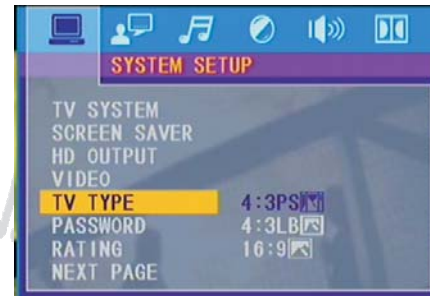 SYSTEM SETUP
TV SYSTEM
SCREEN SAVER
HD OUTPUT
VIDEO
TV TYPE 4:3PS
PASSWORD 4:3LB
RATING 16:9
NEXT PAGE